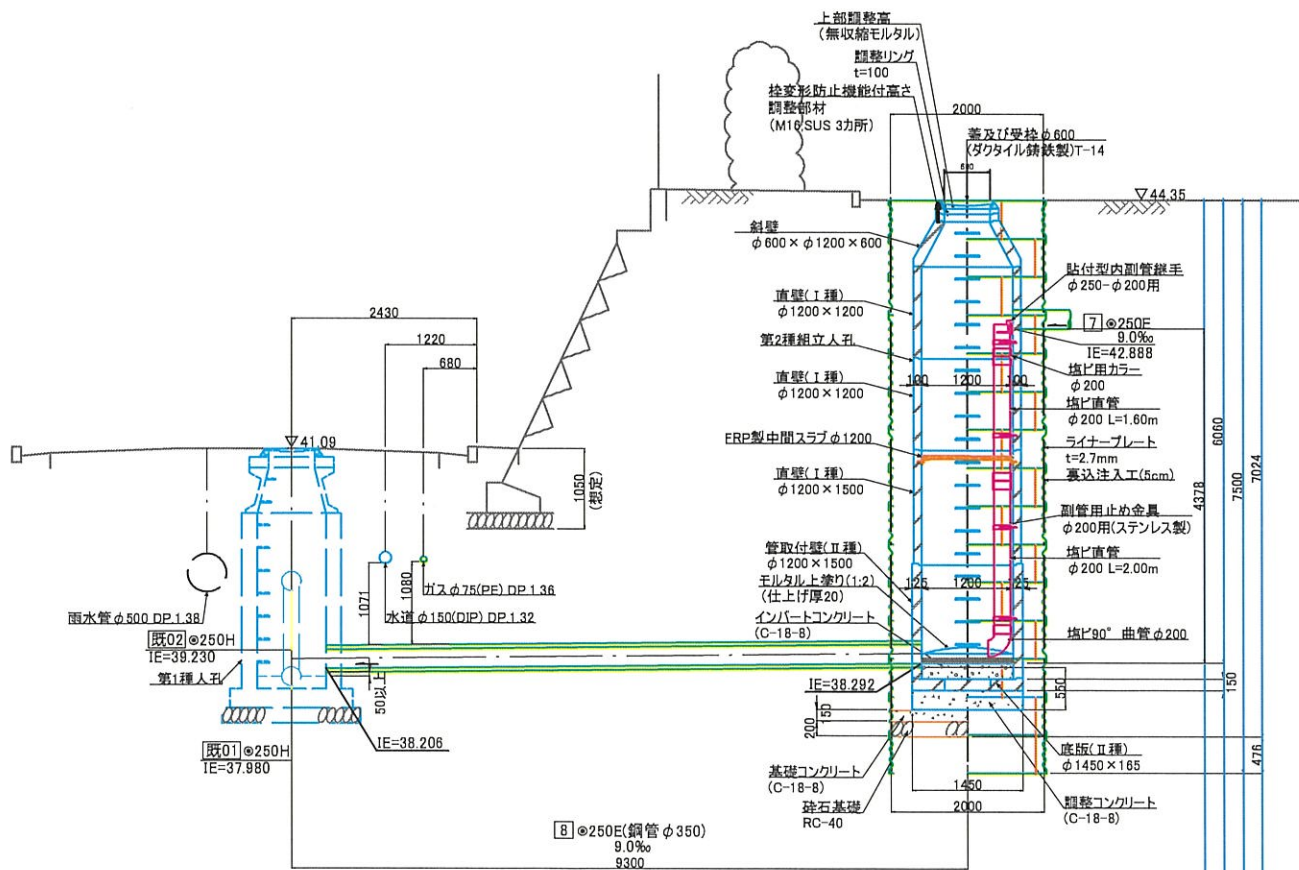 上部調整高
(無収縮モルタル)
調整リング
t=100
枠変形防止機能付高さ
調整部材
(M16,SUS 3カ所)
2000
蓋及び受枠φ600
(ダクタイル鋳鉄製)T-14
600
44.35
斜壁
φ600×φ1200×600
貼付型内副管継手
φ250-φ200用
直壁(Ⅰ種)
φ1200×1200
7 ◎250E
9.0‰
IE=42.888
第2種組立人孔
塩ビ用カラー
φ200
直壁(Ⅰ種)
φ1200×1200
100 1200 100
塩ビ直管
φ200 L=1.60m
FRP製中間スラブφ1200
ライナープレート
t=2.7mm
裏込注入工(5cm)
直壁(Ⅰ種)
φ1200×1500
副管用止め金具
φ200用(ステンレス製)
管取付壁(Ⅱ種)
φ1200×1500
塩ビ直管
φ200 L=2.00m
モルタル上塗り(1:2)
(仕上げ厚20)
125 1200 125
インバートコンクリート
(C-18-8)
塩ビ90°曲管φ200
IE=38.292
550
150
200
50
4378
6060
7500
7024
150
476
底版(Ⅱ種)
φ1450×165
基礎コンクリート
(C-18-8)
1450
2000
調整コンクリート
(C-18-8)
砕石基礎
RC-40
2430
1220
680
41.09
1050
(想定)
1071
1080
ガスφ75(PE) DP.1.36
水道φ150(DIP) DP.1.32
雨水管φ500 DP.1.38
既02 ◎250H
IE=39.230
第1種人孔
50以上
IE=38.206
既01 ◎250H
IE=37.980
8 ◎250E(鋼管φ350)
9.0‰
9300